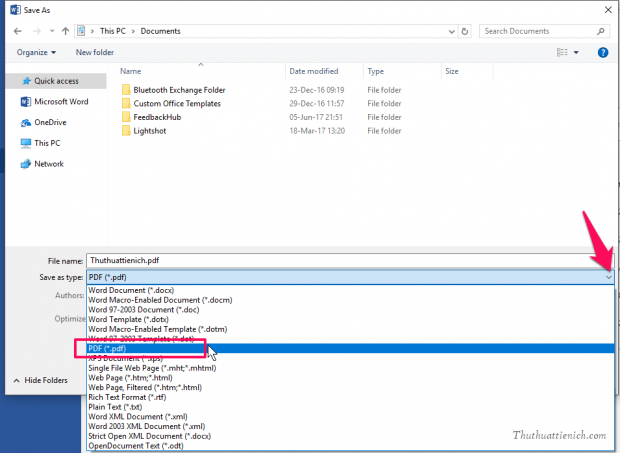 Save As
This PC > Documents
Search Documents
Organize
New folder
Name
Date modified
Type
Size
Quick access
Microsoft Word
OneDrive
This PC
Network
Bluetooth Exchange Folder 23-Dec-16 09:19 File folder
Custom Office Templates 29-Dec-16 11:57 File folder
FeedbackHub 05-Jun-17 21:51 File folder
Lightshot 18-Mar-17 13:20 File folder
File name: Thuthuattienich.pdf
Save as type: PDF (*.pdf)
Authors:
Optimize
Word Document (*.docx)
Word Macro-Enabled Document (*.docm)
Word 97-2003 Document (*.doc)
Word Template (*.dotx)
Word Macro-Enabled Template (*.dotm)
Word 97-2003 Template (*.dot)
PDF (*.pdf)
XPS Document (*.xps)
Single File Web Page (*.mht;*.mhtml)
Web Page (*.htm;*.html)
Web Page, Filtered (*.htm;*.html)
Rich Text Format (*.rtf)
Plain Text (*.txt)
Word XML Document (*.xml)
Word 2003 XML Document (*.xml)
Strict Open XML Document (*.docx)
OpenDocument Text (*.odt)
Hide Folders
Thuthuattienich.com